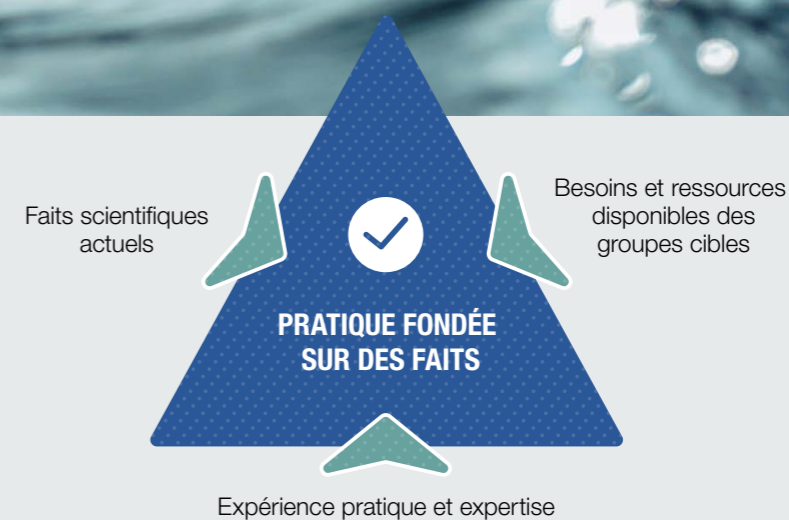 Faits scientifiques
actuels
Besoins et ressources
disponibles des
groupes cibles
PRATIQUE FONDÉE
SUR DES FAITS
Expérience pratique et expertise